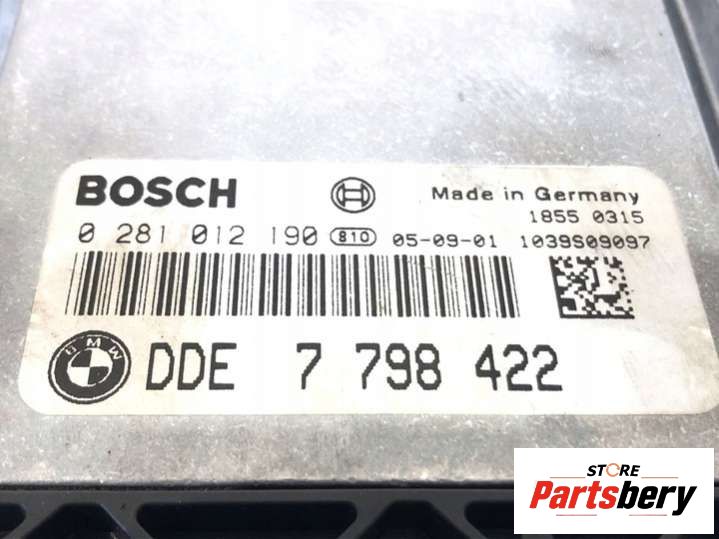 BOSCH
Made in Germany
1855 0315
0 281 012 190 810 05-09-01 1039S09097
BMW
DDE 7 798 422
STORE
Partsbery